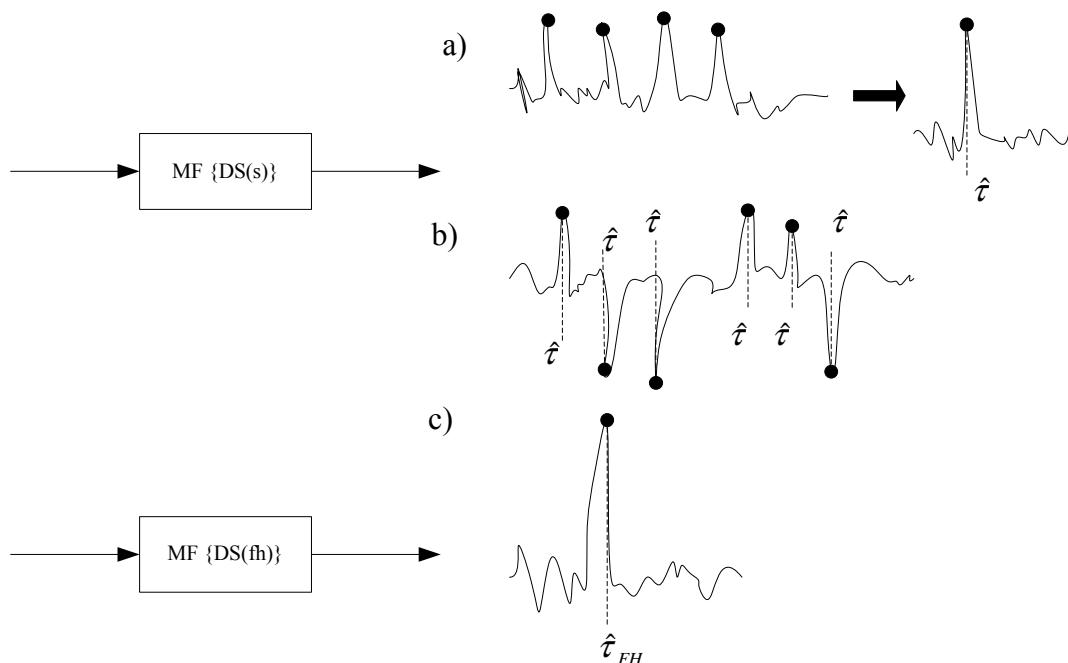 a)
MF {DS(s)}
τ̂
b)
τ̂ τ̂ τ̂
τ̂ τ̂ τ̂
c)
MF {DS(fh)}
τ̂ FH